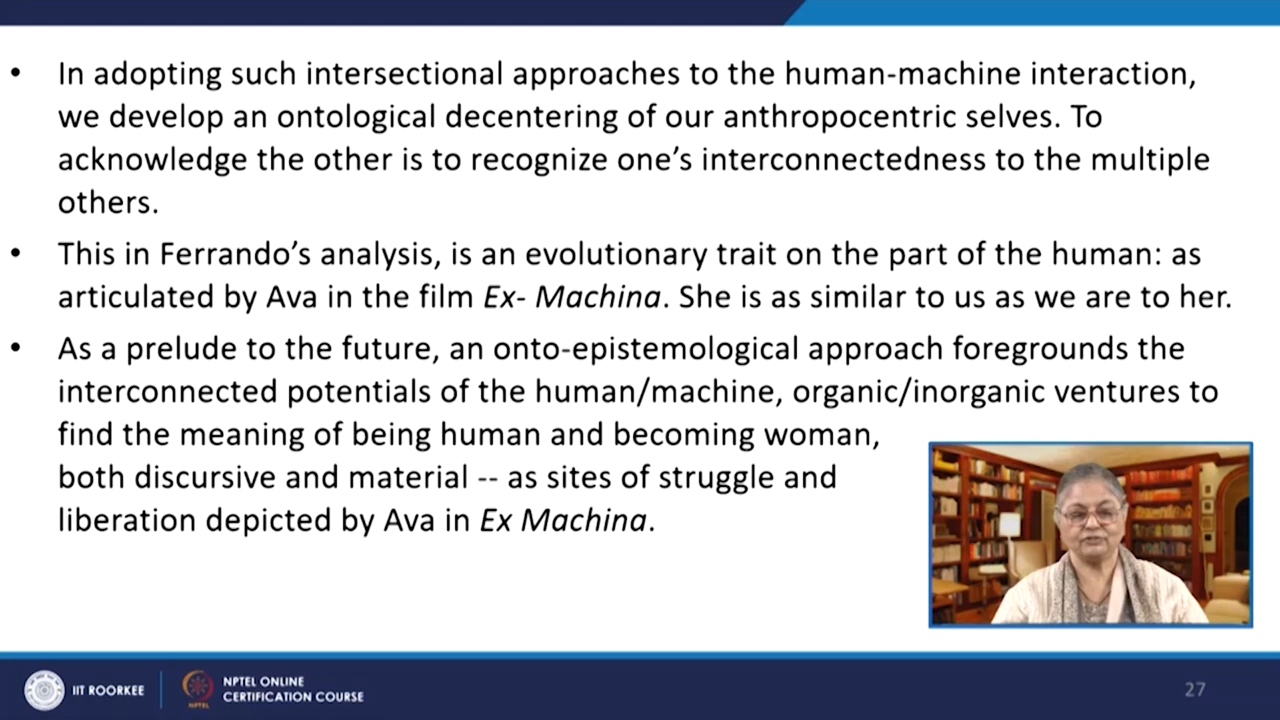 • In adopting such intersectional approaches to the human-machine interaction,
we develop an ontological decentering of our anthropocentric selves. To
acknowledge the other is to recognize one’s interconnectedness to the multiple
others.
• This in Ferrando’s analysis, is an evolutionary trait on the part of the human: as
articulated by Ava in the film Ex- Machina. She is as similar to us as we are to her.
• As a prelude to the future, an onto-epistemological approach foregrounds the
interconnected potentials of the human/machine, organic/inorganic ventures to
find the meaning of being human and becoming woman,
both discursive and material -- as sites of struggle and
liberation depicted by Ava in Ex Machina.
IIT ROORKEE
NPTEL
NPTEL ONLINE
CERTIFICATION COURSE
27